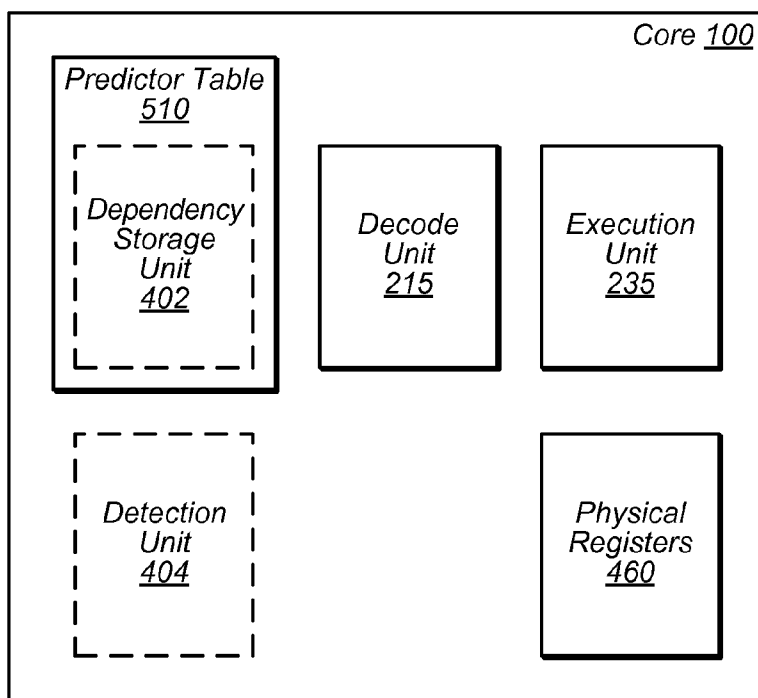 Core 100
Predictor Table
510
Dependency
Storage
Unit
402
Decode
Unit
215
Execution
Unit
235
Detection
Unit
404
Physical
Registers
460